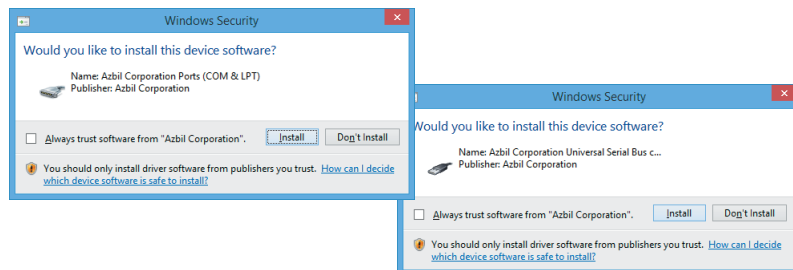 Windows Security
Would you like to install this device software?
Name: Azbil Corporation Ports (COM & LPT)
Publisher: Azbil Corporation
Always trust software from "Azbil Corporation".
Install
Don't Install
You should only install driver software from publishers you trust. How can I decide
which device software is safe to install?
Windows Security
Would you like to install this device software?
Name: Azbil Corporation Universal Serial Bus c...
Publisher: Azbil Corporation
Always trust software from "Azbil Corporation".
Install
Don't Install
You should only install driver software from publishers you trust. How can I decide
which device software is safe to install?